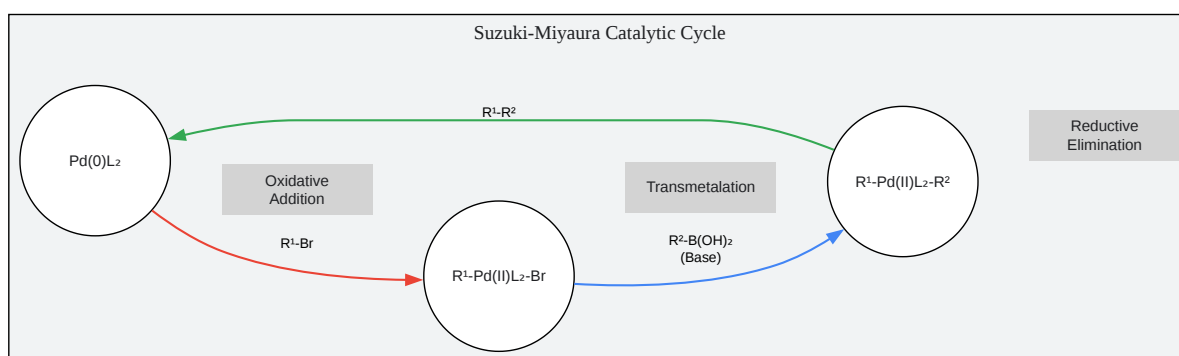 Suzuki-Miyaura Catalytic Cycle
R¹-R²
Pd(0)L₂
Oxidative
Addition
R¹-Br
R¹-Pd(II)L₂-Br
Transmetalation
R²-B(OH)₂
(Base)
R¹-Pd(II)L₂-R²
Reductive
Elimination